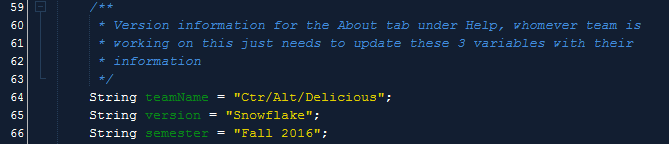 59 /**
60 * Version information for the About tab under Help, whomever team is
61 * working on this just needs to update these 3 variables with their
62 * information
63 */
64 String teamName = "Ctr/Alt/Delicious";
65 String version = "Snowflake";
66 String semester = "Fall 2016";